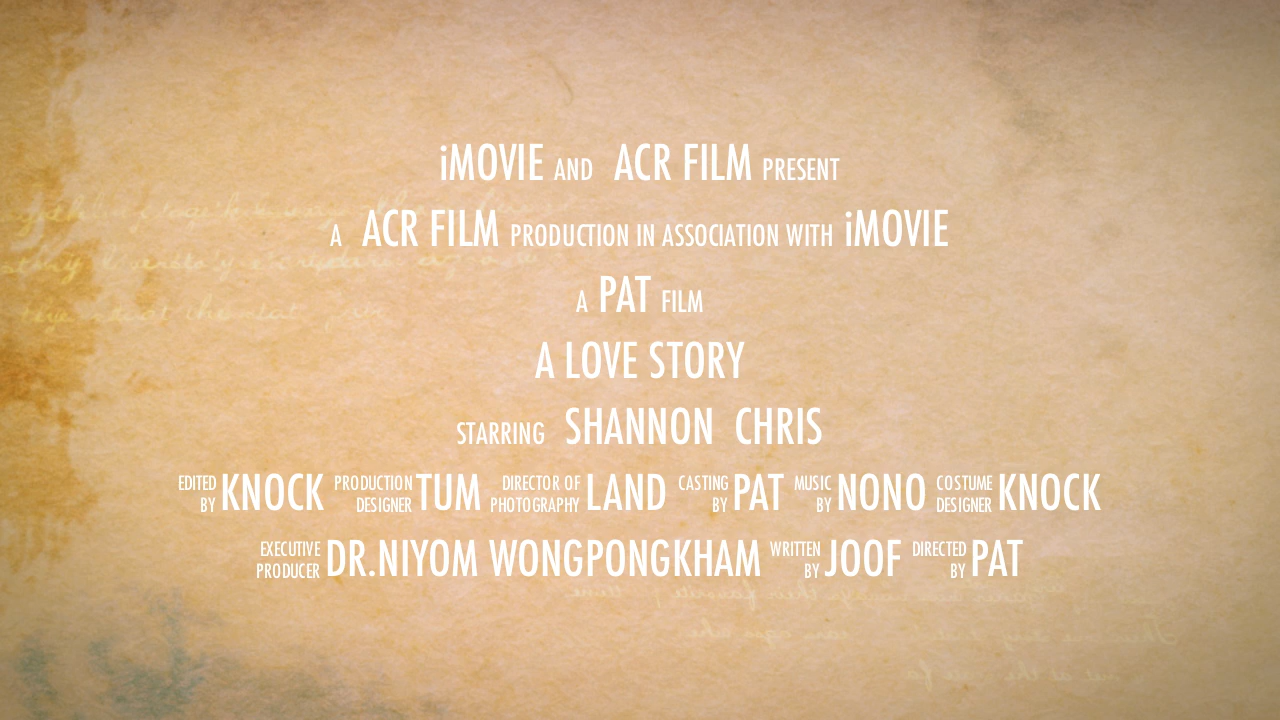 iMOVIE AND ACR FILM PRESENT
A ACR FILM PRODUCTION IN ASSOCIATION WITH iMOVIE
A PAT FILM
A LOVE STORY
STARRING SHANNON CHRIS
EDITED BY KNOCK PRODUCTION DESIGNER TUM DIRECTOR OF PHOTOGRAPHY LAND CASTING BY PAT MUSIC BY NONO COSTUME DESIGNER KNOCK
EXECUTIVE PRODUCER DR.NIYOM WONGPONGKHAM WRITTEN BY JOOF DIRECTED BY PAT